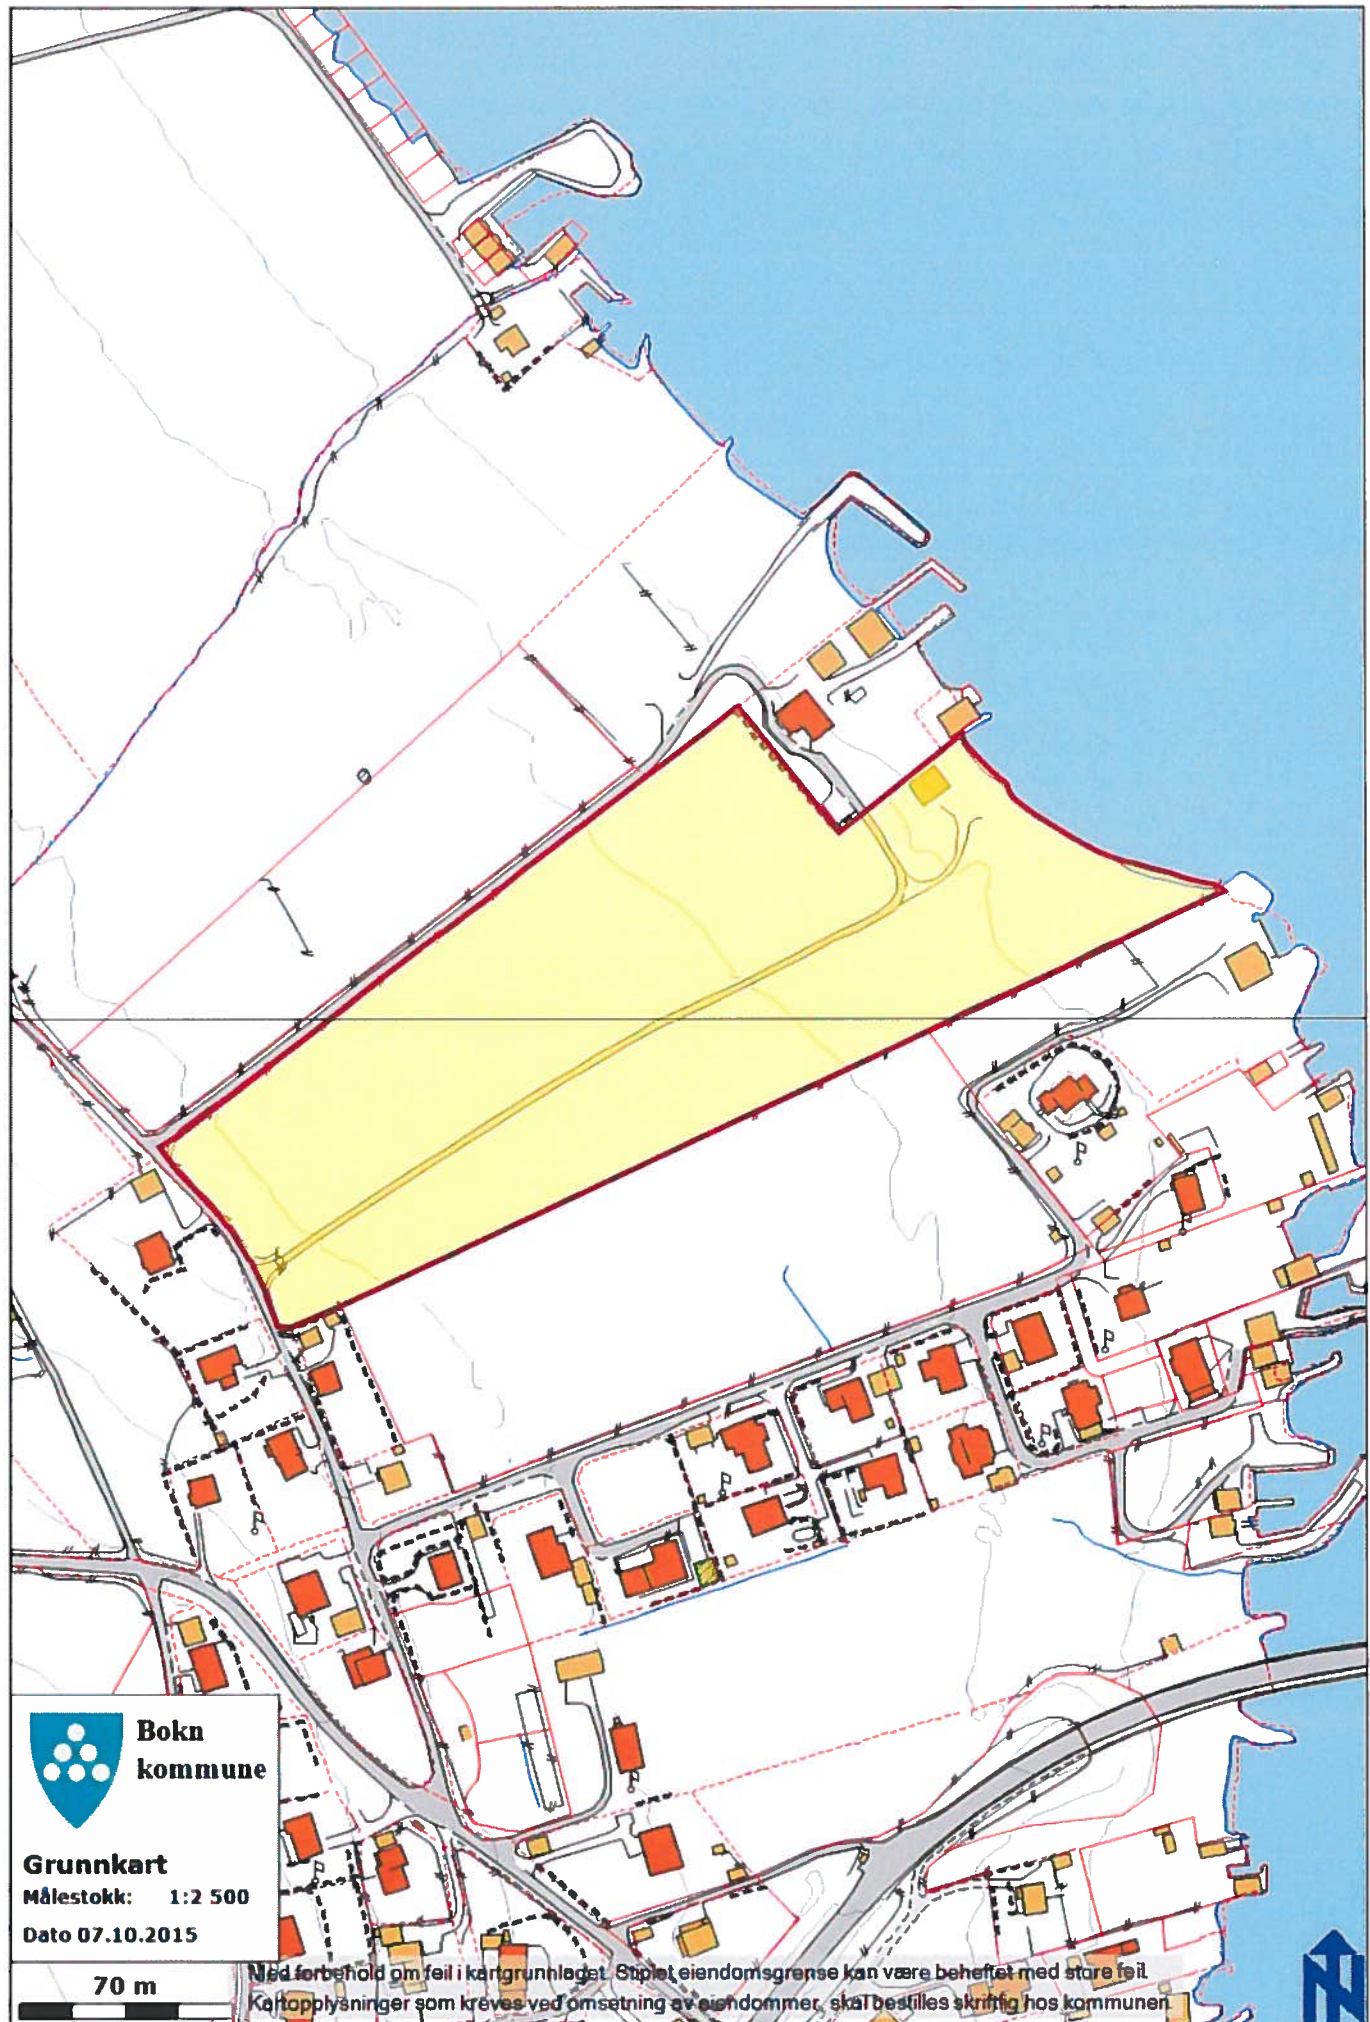 Bokn
kommune
Grunnkart
Målestokk: 1:2 500
Dato 07.10.2015
70 m
Med forbehold om feil i kartgrunnlaget. Stiplet eiendomsgrense kan være beheftet med store feil.
Kartopplysninger som kreves ved omsetning av eiendommer, skal bestilles skriftlig hos kommunen.
N